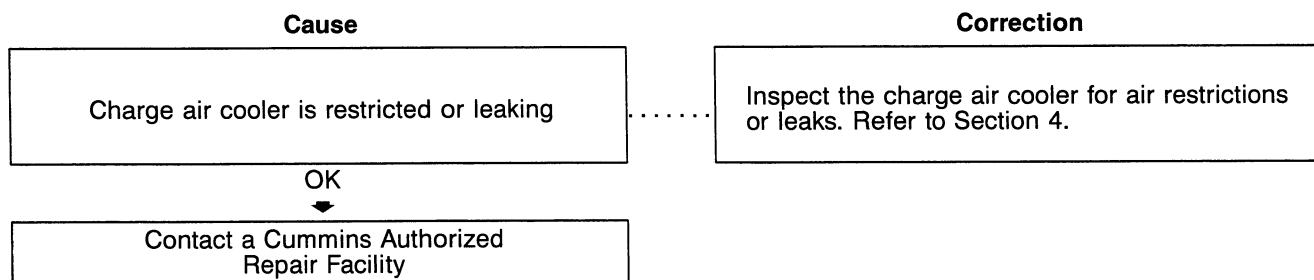 Cause
Correction
Charge air cooler is restricted or leaking
.......
Inspect the charge air cooler for air restrictions
or leaks. Refer to Section 4.
OK
Contact a Cummins Authorized
Repair Facility